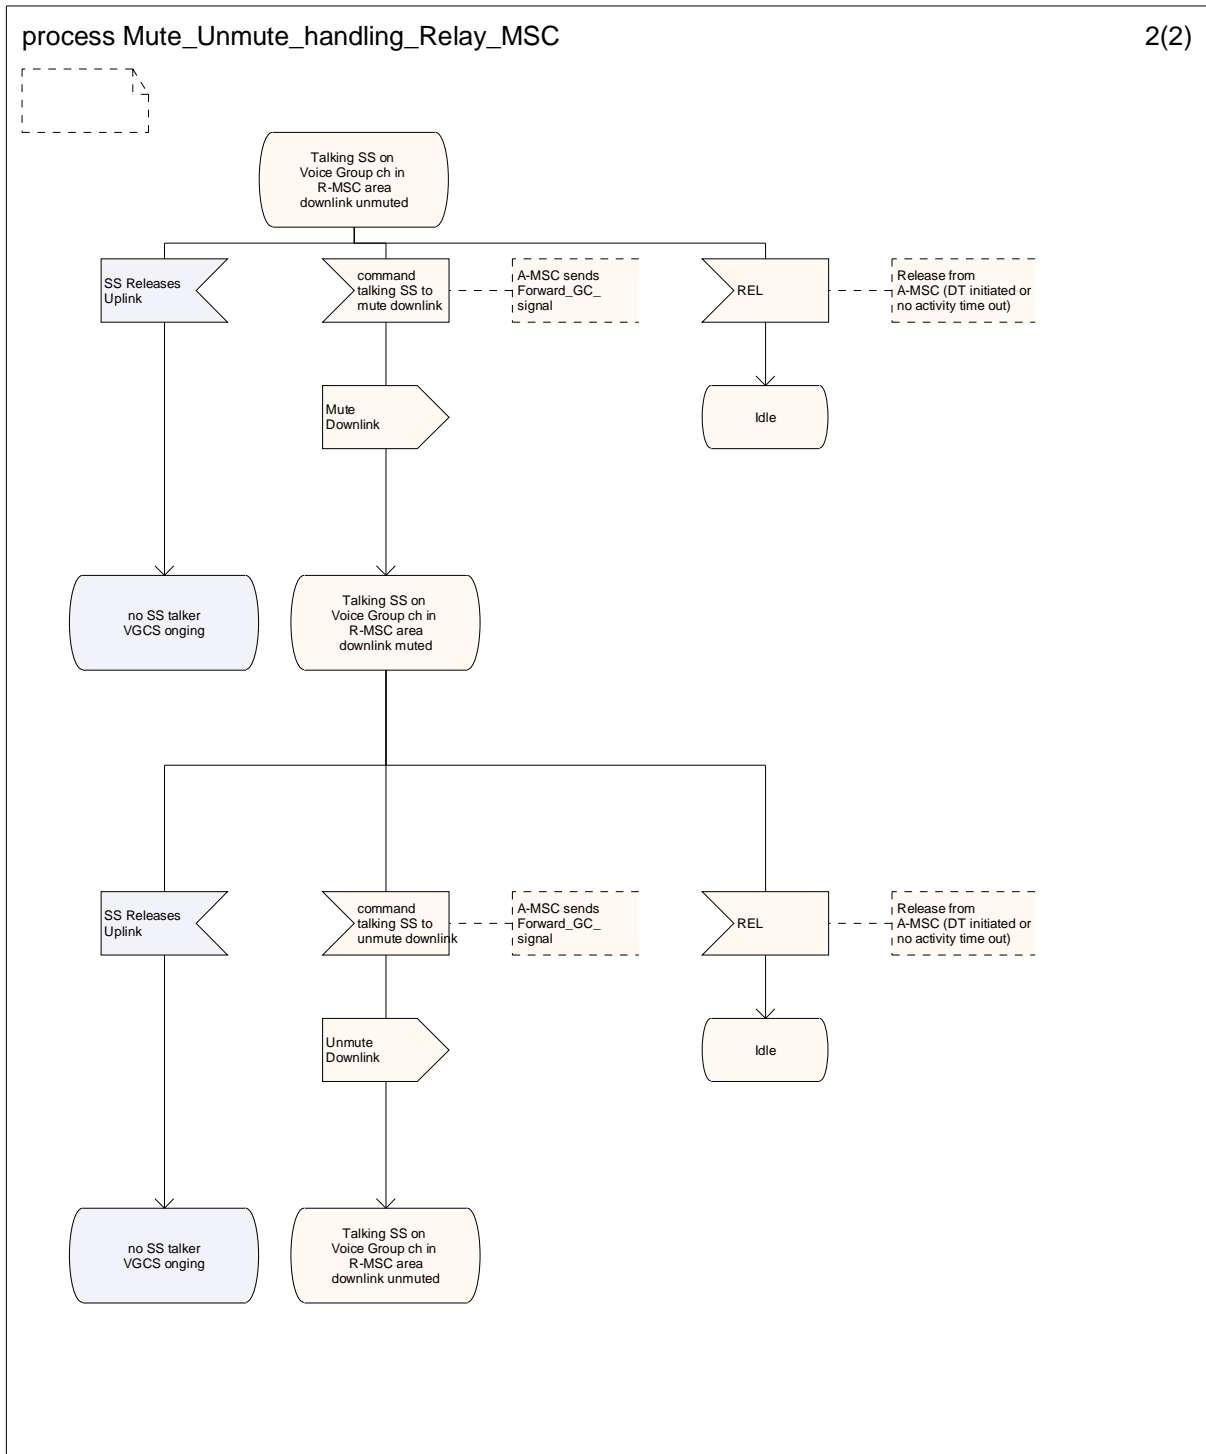 process Mute_Unmute_handling_Relay_MSC
2(2)
Talking SS on
Voice Group ch in
R-MSC area
downlink unmuted
SS Releases
Uplink
command
talking SS to
mute downlink
A-MSC sends
Forward_GC_
signal
REL
Release from
A-MSC (DT initiated or
no activity time out)
Mute
Downlink
Idle
no SS talker
VGCS onging
Talking SS on
Voice Group ch in
R-MSC area
downlink muted
SS Releases
Uplink
command
talking SS to
unmute downlink
A-MSC sends
Forward_GC_
signal
REL
Release from
A-MSC (DT initiated or
no activity time out)
Unmute
Downlink
Idle
no SS talker
VGCS onging
Talking SS on
Voice Group ch in
R-MSC area
downlink unmuted